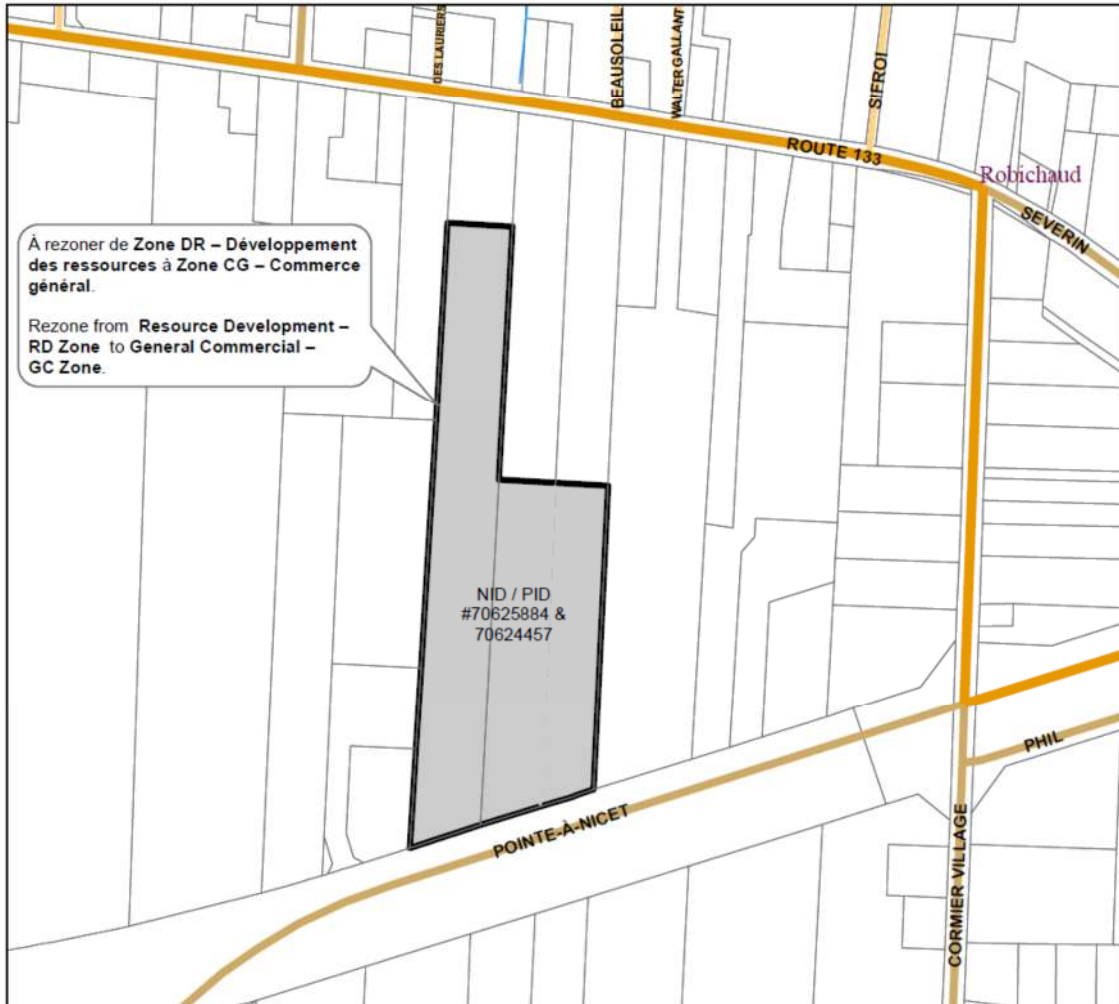 DES LAURIERS
BEAUSOLEIL
WALTER GALLANT
SIFROI
ROUTE 133
Robichaud
SEVERIN
À rezoner de Zone DR – Développement
des ressources à Zone CG – Commerce
général.
Rezone from Resource Development –
RD Zone to General Commercial –
GC Zone.
NID / PID
#70625884 &
70624457
POINTE-À-NICET
PHIL
CORMIER VILLAGE